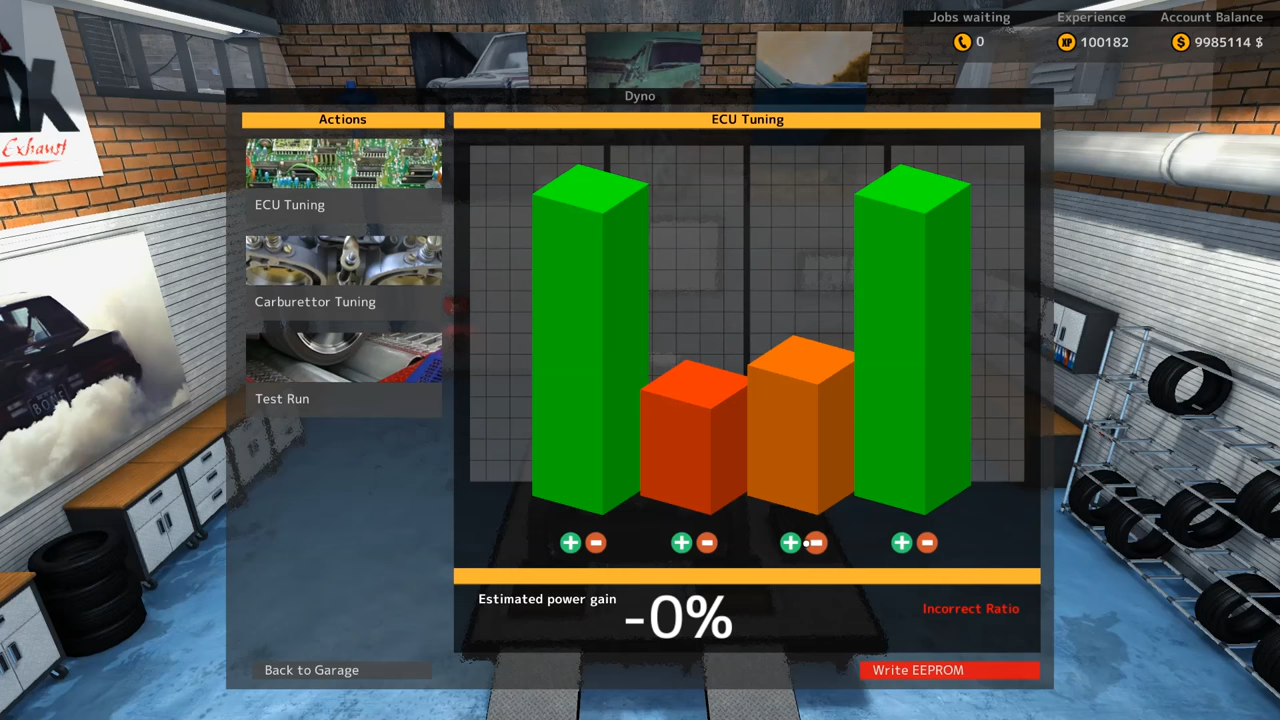 Jobs waiting
Experience
Account Balance
0
XP
100182
$
9985114 $
Dyno
Actions
ECU Tuning
ECU Tuning
Carburettor Tuning
Test Run
Exhaust
Estimated power gain
-0%
Incorrect Ratio
Back to Garage
Write EEPROM